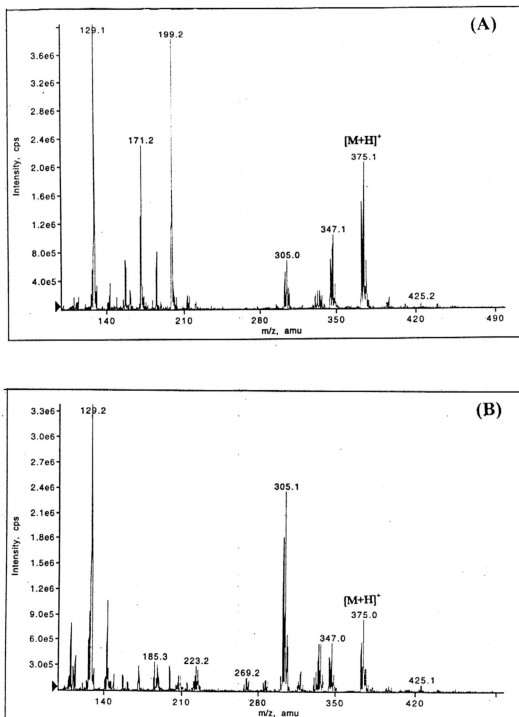 (A)
129.1
199.2
3.6e6
3.2e6
2.8e6
2.4e6
171.2
[M+H]⁺
375.1
2.0e6
Intensity, cps
1.6e6
1.2e6
347.1
8.0e5
305.0
4.0e5
425.2
140 210 280 350 420 490
m/z, amu
(B)
129.2
3.3e6
3.0e6
2.7e6
2.4e6
305.1
2.1e6
Intensity, cps
1.8e6
1.5e6
1.2e6
[M+H]⁺
375.0
9.0e5
6.0e5
347.0
185.3
3.0e5
223.2
269.2
425.1
140 210 280 350 420
m/z, amu